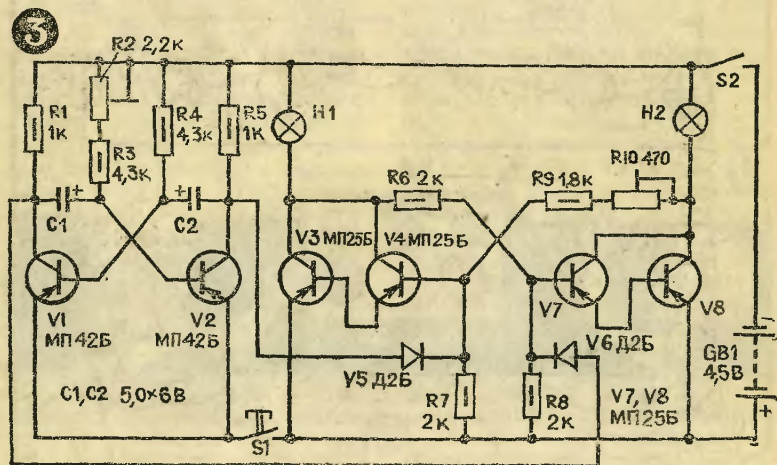 3
R2 2,2к
R1
1к
R3
4,3к
R4
4,3к
R5
1к
H1
S2
H2
R10 470
R6 2к
R9 1,8к
C1
C2
V3 МП25Б
V4 МП25Б
V1
МП42Б
V2
МП42Б
V7
V8
V6 Д2Б
V5 Д2Б
GB1
4,5В
C1, C2 5,0×6В
R7
2к
R8
2к
V7, V8
МП25Б
S1